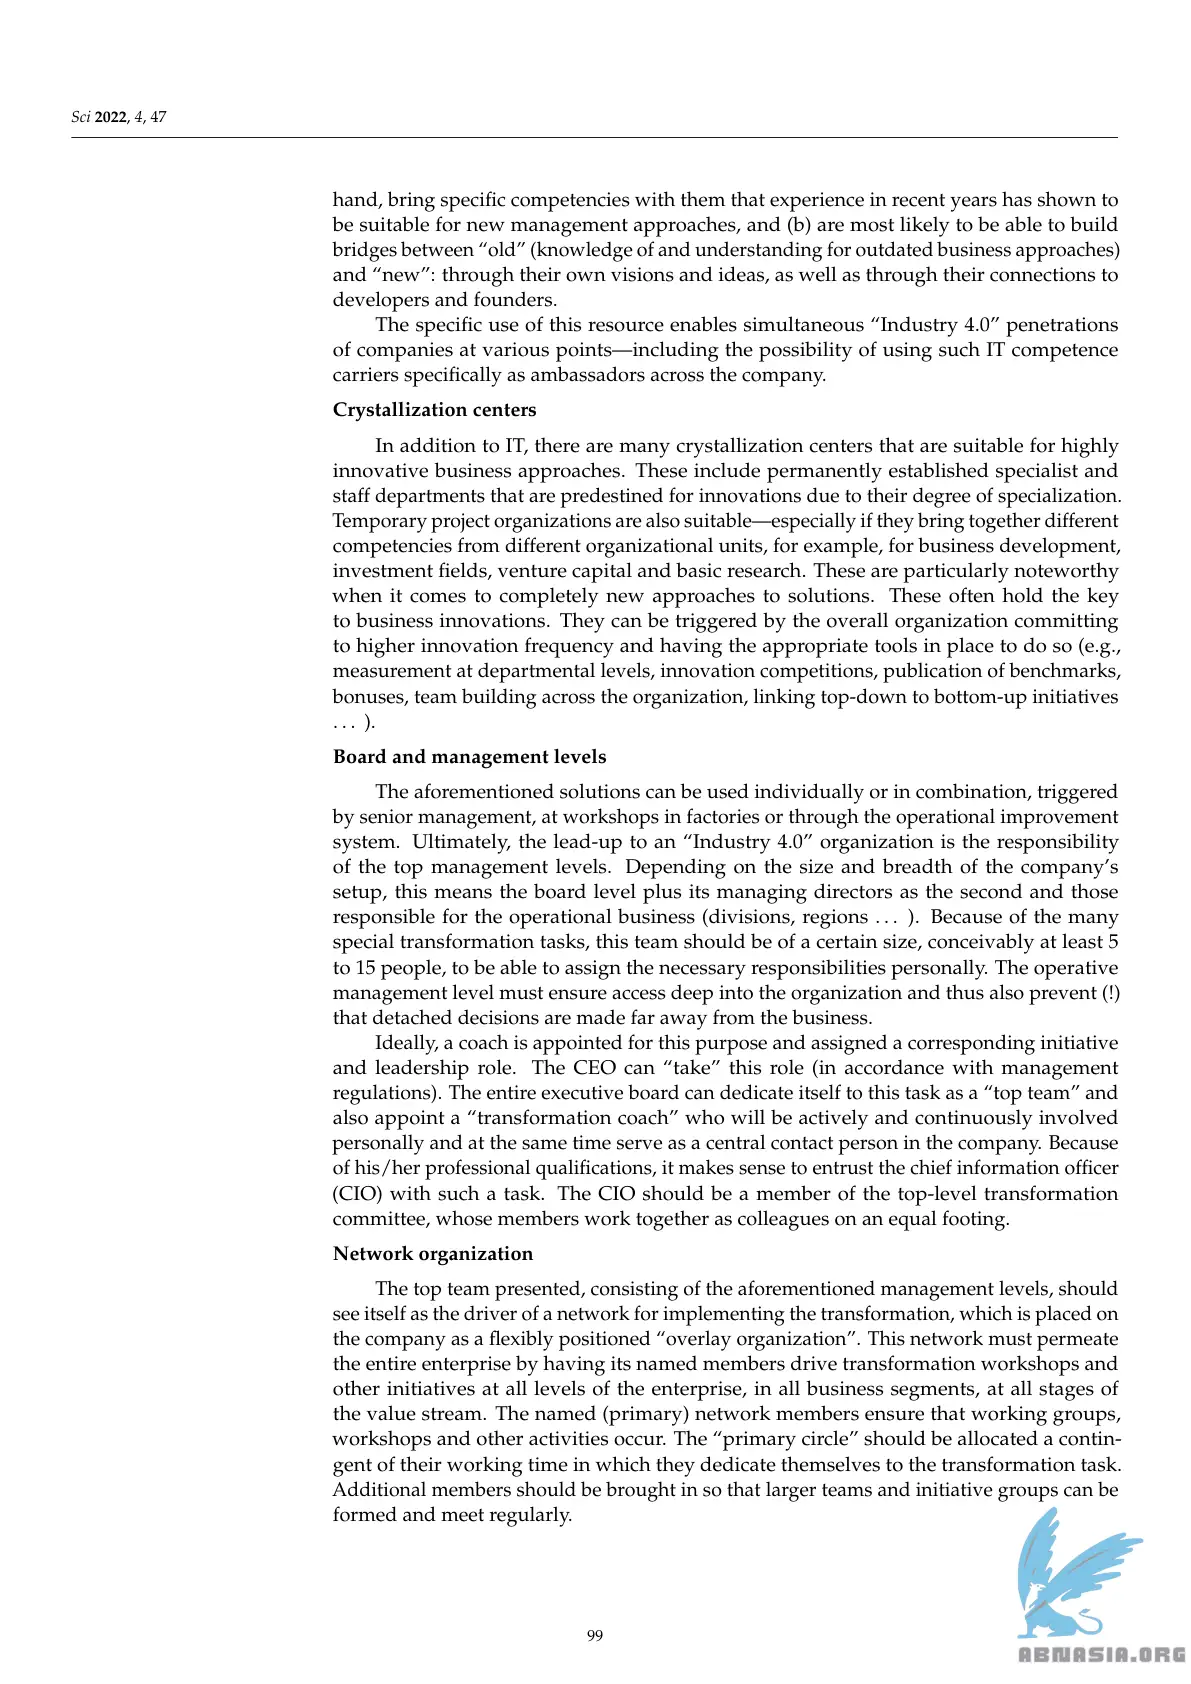 Sci 2022, 4, 47
hand, bring specific competencies with them that experience in recent years has shown to
be suitable for new management approaches, and (b) are most likely to be able to build
bridges between “old” (knowledge of and understanding for outdated business approaches)
and “new”: through their own visions and ideas, as well as through their connections to
developers and founders.
The specific use of this resource enables simultaneous “Industry 4.0” penetrations
of companies at various points—including the possibility of using such IT competence
carriers specifically as ambassadors across the company.
Crystallization centers
In addition to IT, there are many crystallization centers that are suitable for highly
innovative business approaches. These include permanently established specialist and
staff departments that are predestined for innovations due to their degree of specialization.
Temporary project organizations are also suitable—especially if they bring together different
competencies from different organizational units, for example, for business development,
investment fields, venture capital and basic research. These are particularly noteworthy
when it comes to completely new approaches to solutions. These often hold the key
to business innovations. They can be triggered by the overall organization committing
to higher innovation frequency and having the appropriate tools in place to do so (e.g.,
measurement at departmental levels, innovation competitions, publication of benchmarks,
bonuses, team building across the organization, linking top-down to bottom-up initiatives
. . . ).
Board and management levels
The aforementioned solutions can be used individually or in combination, triggered
by senior management, at workshops in factories or through the operational improvement
system. Ultimately, the lead-up to an “Industry 4.0” organization is the responsibility
of the top management levels. Depending on the size and breadth of the company’s
setup, this means the board level plus its managing directors as the second and those
responsible for the operational business (divisions, regions . . . ). Because of the many
special transformation tasks, this team should be of a certain size, conceivably at least 5
to 15 people, to be able to assign the necessary responsibilities personally. The operative
management level must ensure access deep into the organization and thus also prevent (!)
that detached decisions are made far away from the business.
Ideally, a coach is appointed for this purpose and assigned a corresponding initiative
and leadership role. The CEO can “take” this role (in accordance with management
regulations). The entire executive board can dedicate itself to this task as a “top team” and
also appoint a “transformation coach” who will be actively and continuously involved
personally and at the same time serve as a central contact person in the company. Because
of his/her professional qualifications, it makes sense to entrust the chief information officer
(CIO) with such a task. The CIO should be a member of the top-level transformation
committee, whose members work together as colleagues on an equal footing.
Network organization
The top team presented, consisting of the aforementioned management levels, should
see itself as the driver of a network for implementing the transformation, which is placed on
the company as a flexibly positioned “overlay organization”. This network must permeate
the entire enterprise by having its named members drive transformation workshops and
other initiatives at all levels of the enterprise, in all business segments, at all stages of
the value stream. The named (primary) network members ensure that working groups,
workshops and other activities occur. The “primary circle” should be allocated a contin-
gent of their working time in which they dedicate themselves to the transformation task.
Additional members should be brought in so that larger teams and initiative groups can be
formed and meet regularly.
99
ABNASIA.ORG